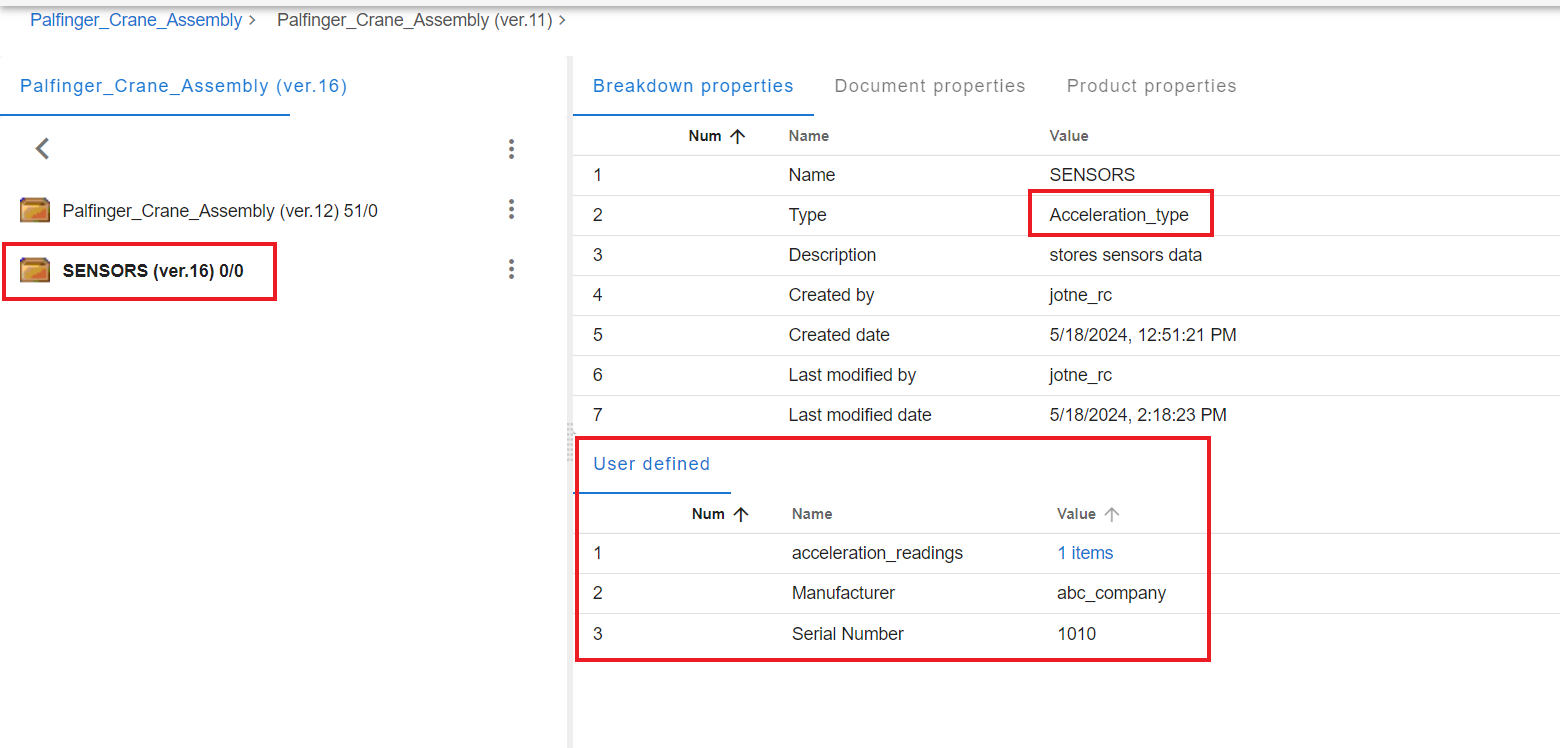 Palfinger_Crane_Assembly > Palfinger_Crane_Assembly (ver.11) >
Palfinger_Crane_Assembly (ver.16)
Palfinger_Crane_Assembly (ver.12) 51/0
SENSORS (ver.16) 0/0
Breakdown properties Document properties Product properties
Num Name Value
1 Name SENSORS
2 Type Acceleration_type
3 Description stores sensors data
4 Created by jotne_rc
5 Created date 5/18/2024, 12:51:21 PM
6 Last modified by jotne_rc
7 Last modified date 5/18/2024, 2:18:23 PM
User defined
Num Name Value
1 acceleration_readings 1 items
2 Manufacturer abc_company
3 Serial Number 1010